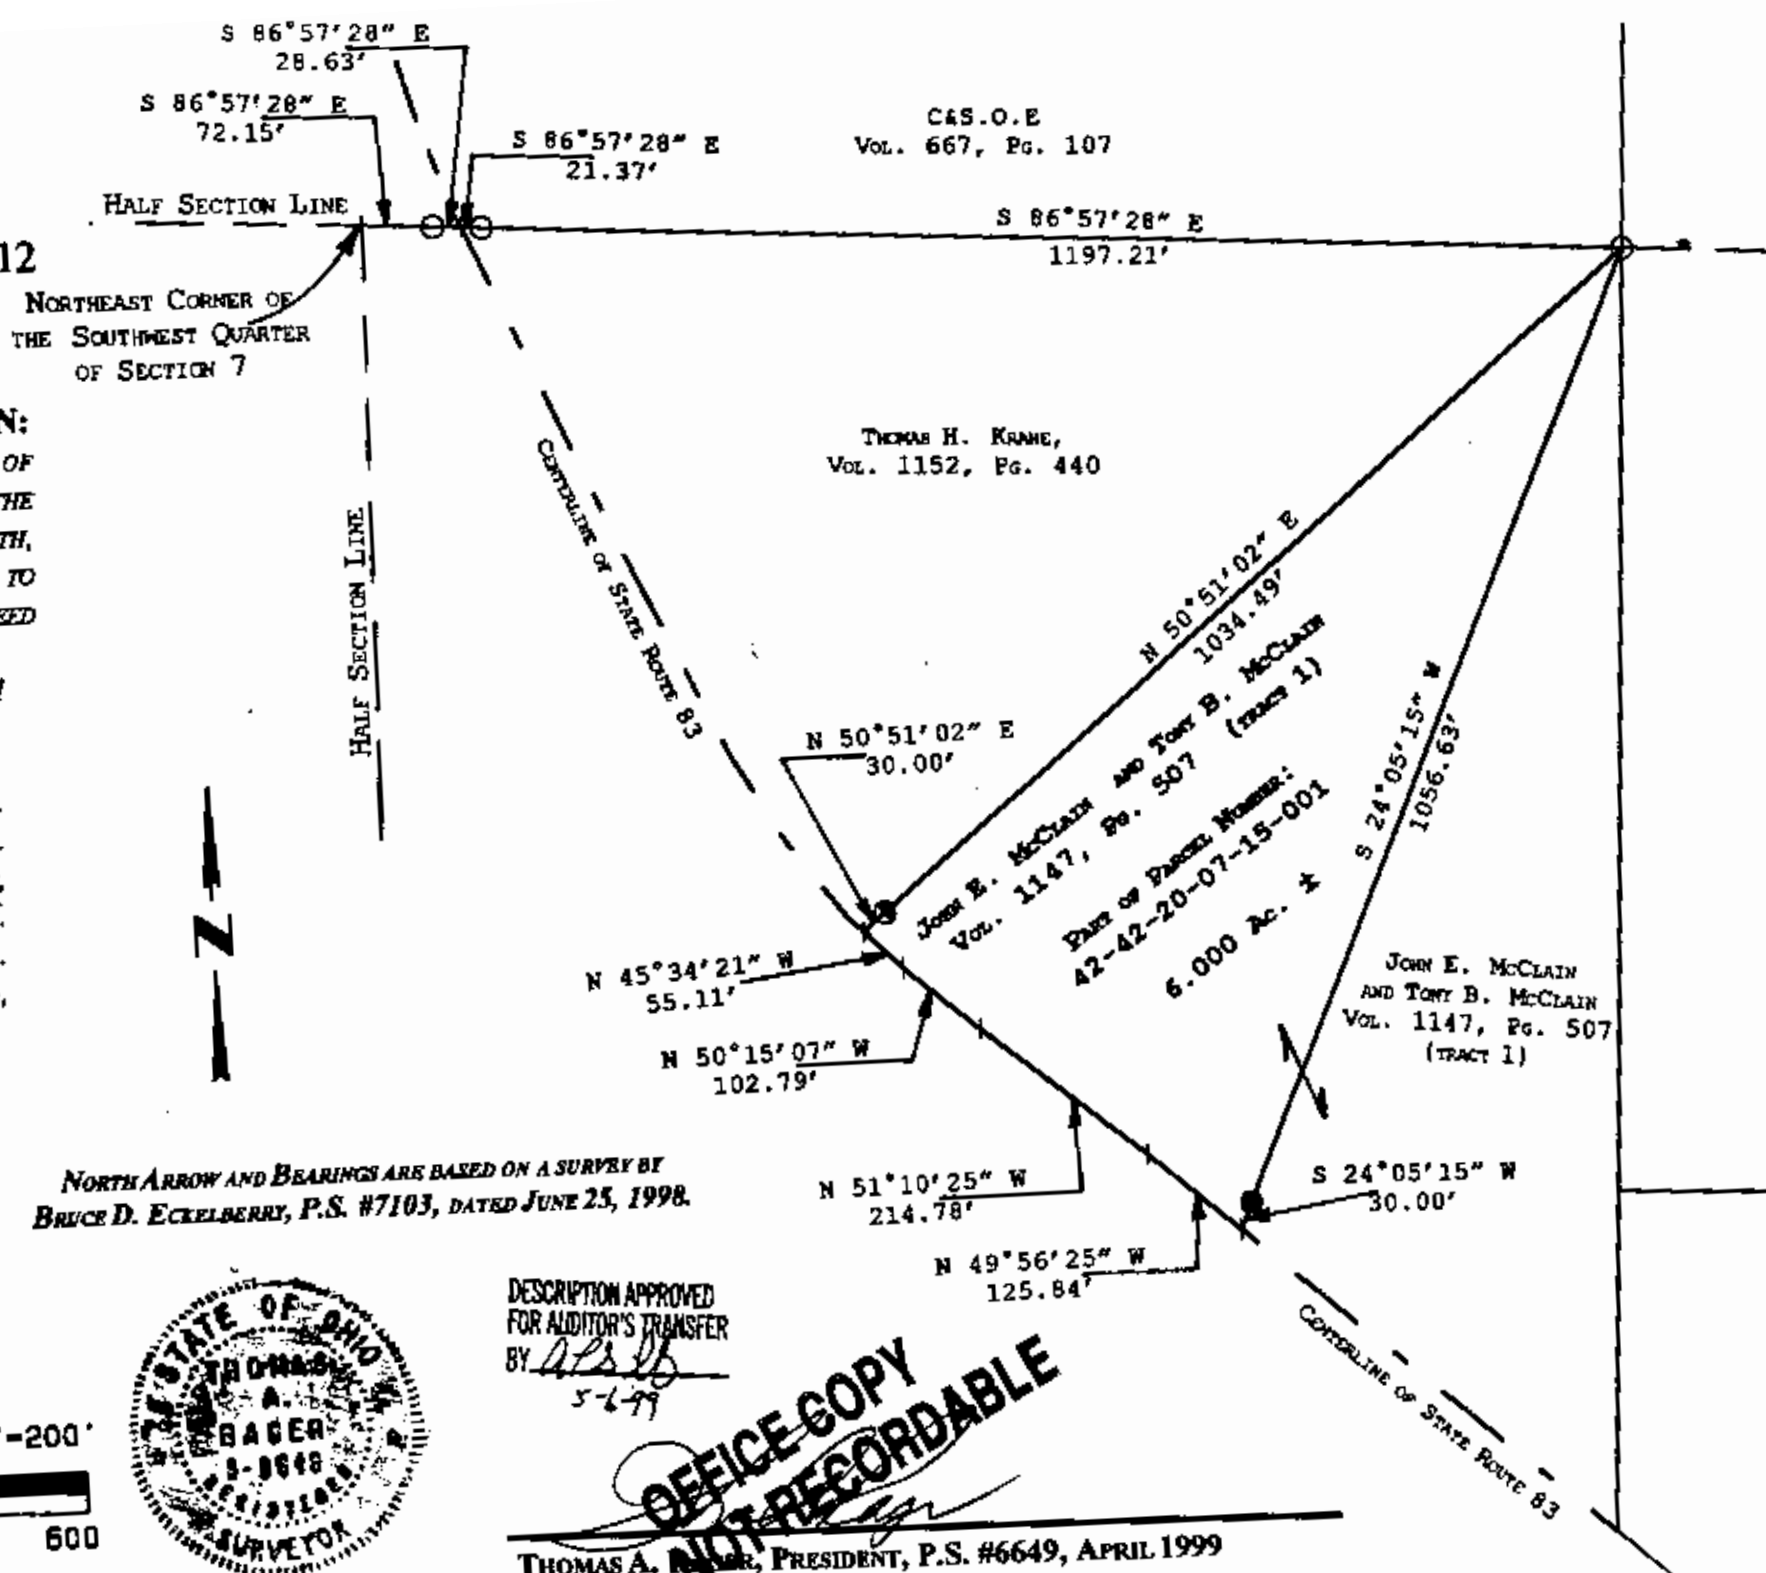 S 86°57'28" E
28.63'
S 86°57'28" E
72.15'
S 86°57'28" E
21.37'
C&S.O.E
VOL. 667, PG. 107
HALF SECTION LINE
S 86°57'28" E
1197.21'
12
NORTHEAST CORNER OF
THE SOUTHWEST QUARTER
OF SECTION 7
N:
OF
THE
TH,
TO
EED
THOMAS H. KRANE,
VOL. 1152, PG. 440
CENTERLINE OF STATE ROUTE 83
HALF SECTION LINE
N 50°51'02" E
1034.49'
N 50°51'02" E
30.00'
JOHN E. MCCLAIN AND TONY B. MCCLAIN
VOL. 1147, PG. 507 (TRACT 1)
PART OF PARCEL NUMBER:
42-42-20-07-15-001
6.000 AC. ±
S 24°05'15" W
1056.63'
N
N 45°34'21" W
55.11'
N 50°15'07" W
102.79'
JOHN E. MCCLAIN
AND TONY B. MCCLAIN
VOL. 1147, PG. 507
(TRACT 1)
NORTH ARROW AND BEARINGS ARE BASED ON A SURVEY BY
BRUCE D. ECKELBERRY, P.S. #7103, DATED JUNE 25, 1998.
N 51°10'25" W
214.78'
S 24°05'15" W
30.00'
N 49°56'25" W
125.84'
CENTERLINE OF STATE ROUTE 83
STATE OF OHIO
THOMAS
A.
BAGER
REGISTERED
SURVEYOR
DESCRIPTION APPROVED
FOR AUDITOR'S TRANSFER
BY
5-6-99
OFFICE COPY
NOT RECORDABLE
=200'
600
THOMAS A. PRESIDENT, P.S. #6649, APRIL 1999